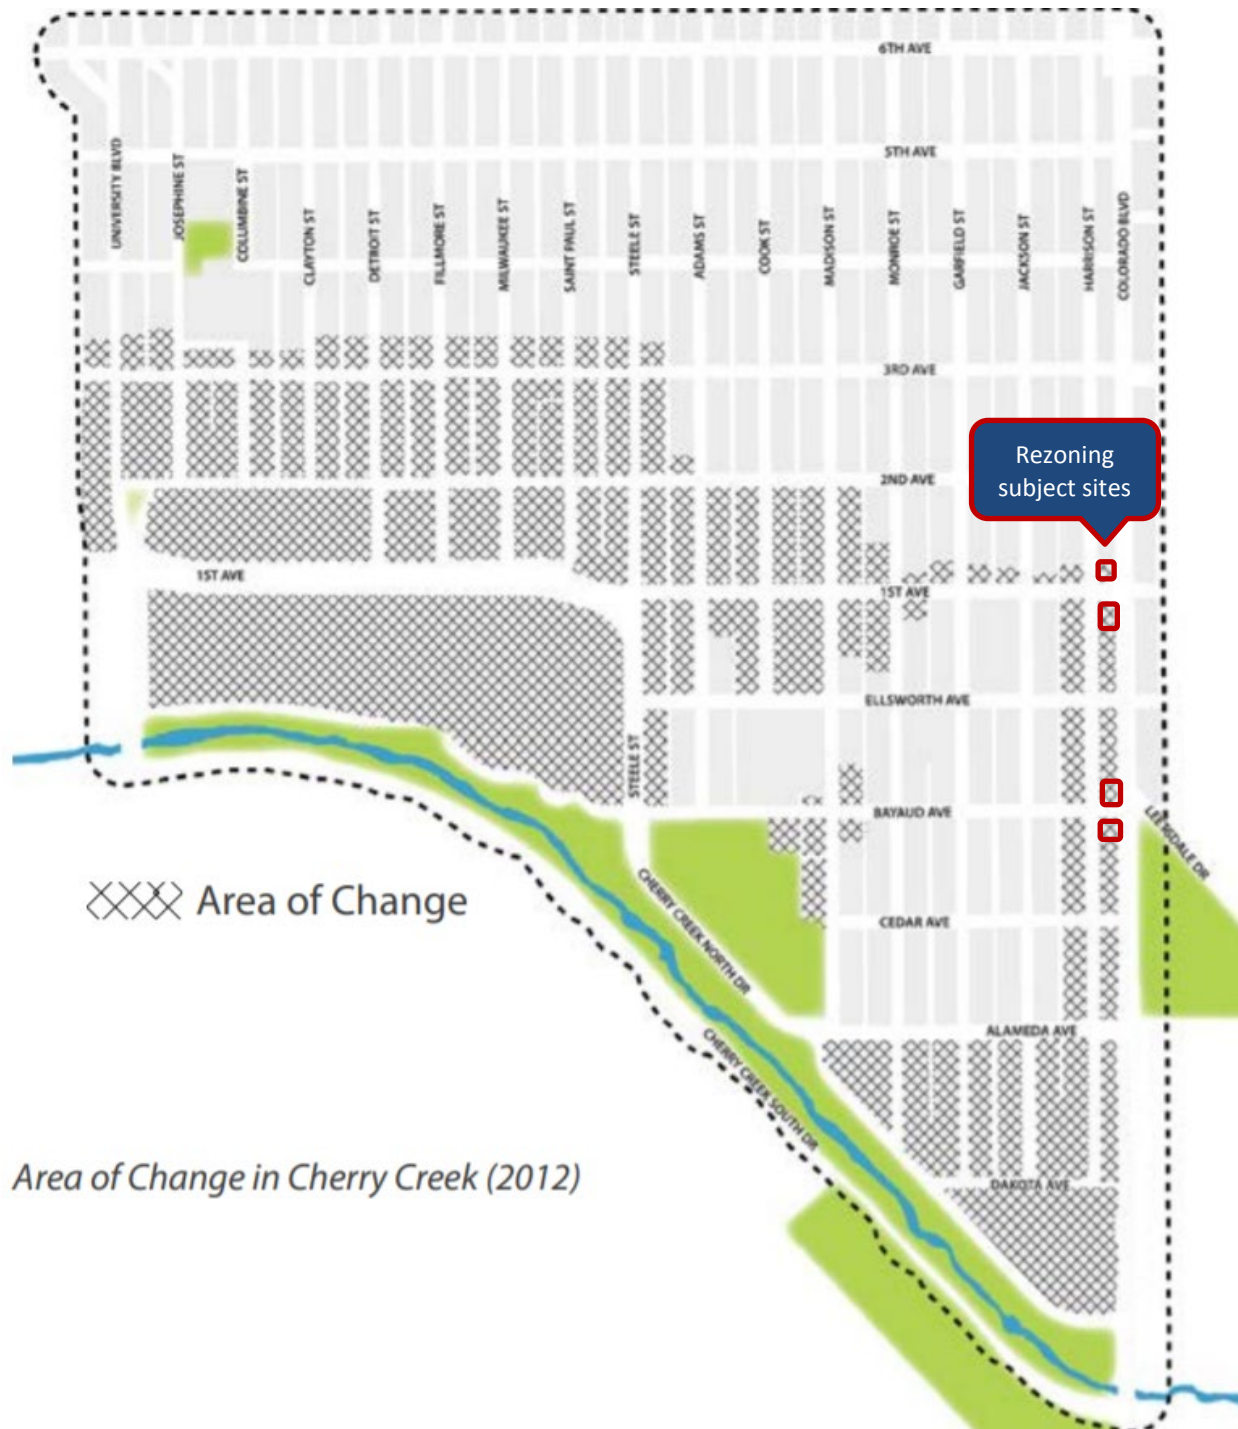 6TH AVE
5TH AVE
UNIVERSITY BLVD
JOSEPHINE ST
COLUMBINE ST
CLAYTON ST
DETROIT ST
FILLMORE ST
MILWAUKEE ST
SAINT PAUL ST
STEELE ST
ADAMS ST
COOK ST
MADISON ST
MONROE ST
GARFIELD ST
JACKSON ST
HARRISON ST
COLORADO BLVD
3RD AVE
Rezoning
subject sites
2ND AVE
1ST AVE
1ST AVE
ELLSWORTH AVE
STEELE ST
BAYAUD AVE
LEETSDALE DR
Area of Change
CHERRY CREEK NORTH DR
CEDAR AVE
ALAMEDA AVE
CHERRY CREEK SOUTH DR
Area of Change in Cherry Creek (2012)
DAKOTA AVE